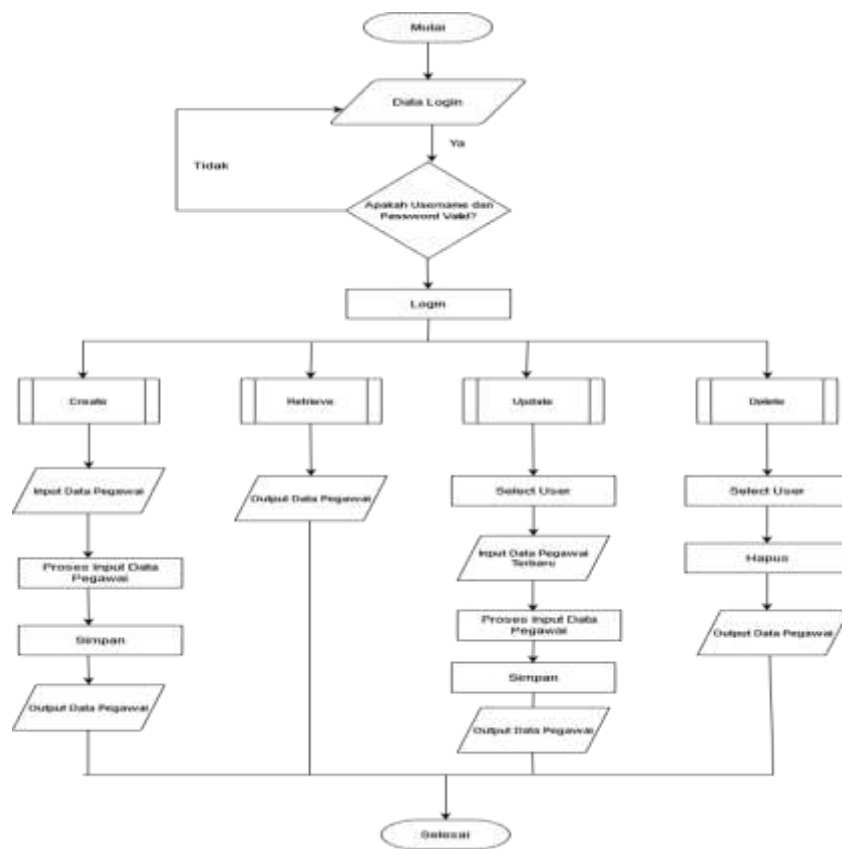 Mulai
Data Login
Ya
Tidak
Apakah Username dan
Password Valid?
Login
Create
Retrieve
Update
Delete
Input Data Pegawai
Output Data Pegawai
Select User
Select User
Proses Input Data
Pegawai
Input Data Pegawai
Terbaru
Hapus
Simpan
Proses Input Data
Pegawai
Output Data Pegawai
Simpan
Output Data Pegawai
Output Data Pegawai
Selesai